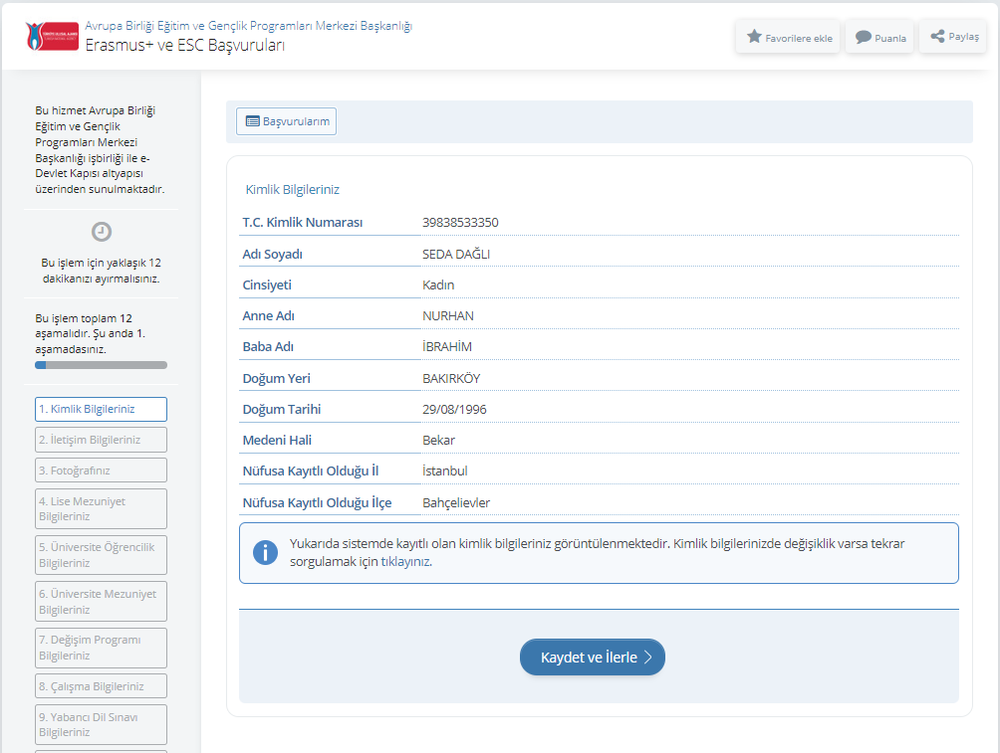 Avrupa Birliği Eğitim ve Gençlik Programları Merkezi Başkanlığı
Erasmus+ ve ESC Başvuruları
Favorilere ekle
Puanla
Paylaş
Bu hizmet Avrupa Birliği
Eğitim ve Gençlik
Programları Merkezi
Başkanlığı işbirliği ile e-
Devlet Kapısı altyapısı
üzerinden sunulmaktadır.
Bu işlem için yaklaşık 12
dakikanızı ayırmalısınız.
Bu işlem toplam 12
aşamalıdır. Şu anda 1.
aşamadasınız.
1. Kimlik Bilgileriniz
2. İletişim Bilgileriniz
3. Fotoğrafınız
4. Lise Mezuniyet
Bilgileriniz
5. Üniversite Öğrencilik
Bilgileriniz
6. Üniversite Mezuniyet
Bilgileriniz
7. Değişim Programı
Bilgileriniz
8. Çalışma Bilgileriniz
9. Yabancı Dil Sınavı
Bilgileriniz
Başvurularım
Kimlik Bilgileriniz
T.C. Kimlik Numarası 39838533350
Adı Soyadı SEDA DAĞLI
Cinsiyeti Kadın
Anne Adı NURHAN
Baba Adı İBRAHİM
Doğum Yeri BAKIRKÖY
Doğum Tarihi 29/08/1996
Medeni Hali Bekar
Nüfusa Kayıtlı Olduğu İl İstanbul
Nüfusa Kayıtlı Olduğu İlçe Bahçelievler
Yukarıda sistemde kayıtlı olan kimlik bilgileriniz görüntülenmektedir. Kimlik bilgilerinizde değişiklik varsa tekrar
sorgulamak için tıklayınız.
Kaydet ve İlerle